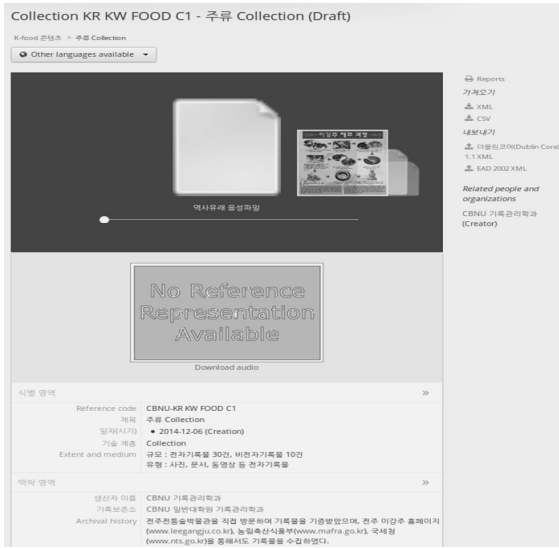 Collection KR KW FOOD C1 - 주류 Collection (Draft)
K-food 콘텐츠 » 주류 Collection
Other languages available
역사유래 음성파일
이강주 제조 과정
No Reference
Representation
Available
Download audio
식별 영역 »
Reference code CBNU-KR KW FOOD C1
제목 주류 Collection
일자(시기) • 2014-12-06 (Creation)
기술 계층 Collection
Extent and medium 규모 : 전자기록물 30건, 비전자기록물 10건
유형 : 사진, 문서, 동영상 등 전자기록물
맥락 영역 »
생산자 이름 CBNU 기록관리학과
기록보존소 CBNU 일반대학원 기록관리학과
Archival history 전주전통술박물관을 직접 방문하여 기록물을 기증받았으며, 전주 이강주 홈페이지
(www.leegangju.co.kr), 농림축산식품부(www.mafra.go.kr), 국세청
(www.nts.go.kr)을 통해서도 기록물을 수집하였다.
Reports
가져오기
XML
CSV
내보내기
더블린코어(Dublin Core)
1.1 XML
EAD 2002 XML
Related people and
organizations
CBNU 기록관리학과
(Creator)